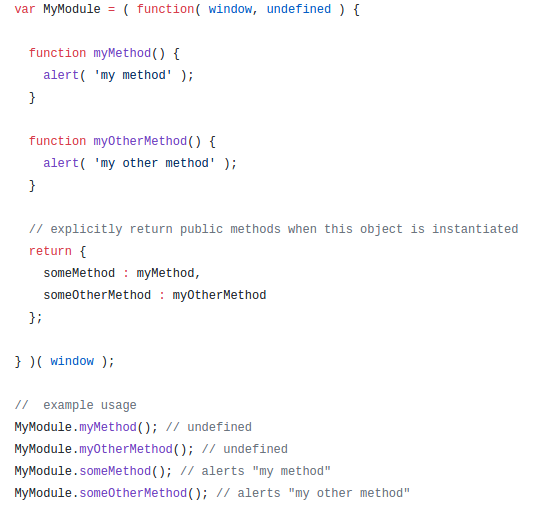 var MyModule = ( function( window, undefined ) {
function myMethod() {
alert( 'my method' );
}
function myOtherMethod() {
alert( 'my other method' );
}
// explicitly return public methods when this object is instantiated
return {
someMethod : myMethod,
someOtherMethod : myOtherMethod
};
} )( window );
//  example usage
MyModule.myMethod(); // undefined
MyModule.myOtherMethod(); // undefined
MyModule.someMethod(); // alerts "my method"
MyModule.someOtherMethod(); // alerts "my other method"